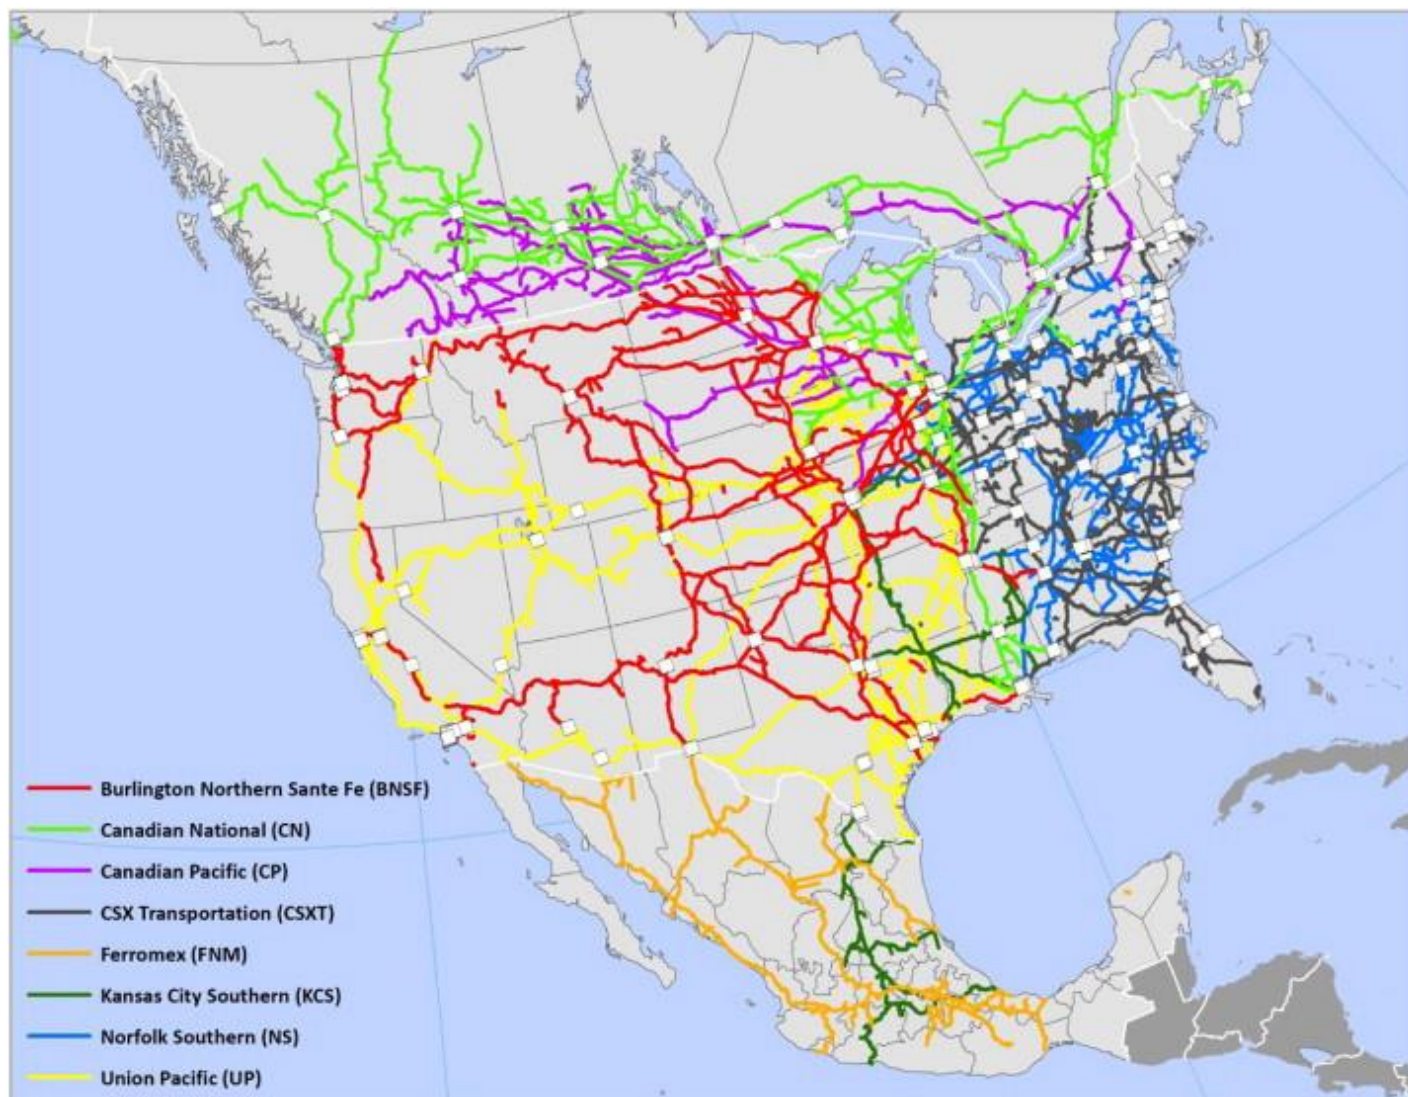 Burlington Northern Sante Fe (BNSF)
Canadian National (CN)
Canadian Pacific (CP)
CSX Transportation (CSXT)
Ferromex (FNM)
Kansas City Southern (KCS)
Norfolk Southern (NS)
Union Pacific (UP)